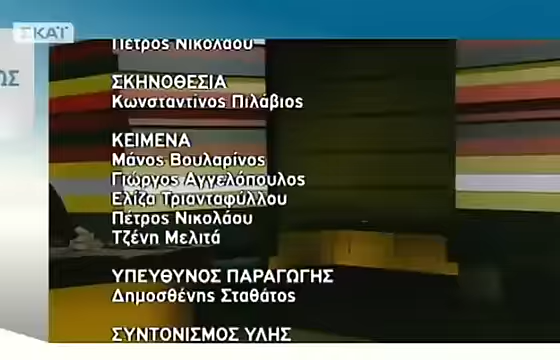 ΣΚΑΪ
Πέτρος Νικολάου
ΩΣ
ΣΚΗΝΟΘΕΣΙΑ
Κωνσταντίνος Πιλάβιος
ΚΕΙΜΕΝΑ
Μάνος Βουλαρίνος
Γιώργος Αγγελόπουλος
Ελίζα Τριανταφύλλου
Πέτρος Νικολάου
Τζένη Μελιτά
ΥΠΕΥΘΥΝΟΣ ΠΑΡΑΓΩΓΗΣ
Δημοσθένης Σταθάτος
ΣΥΝΤΟΝΙΣΜΟΣ ΥΛΗΣ